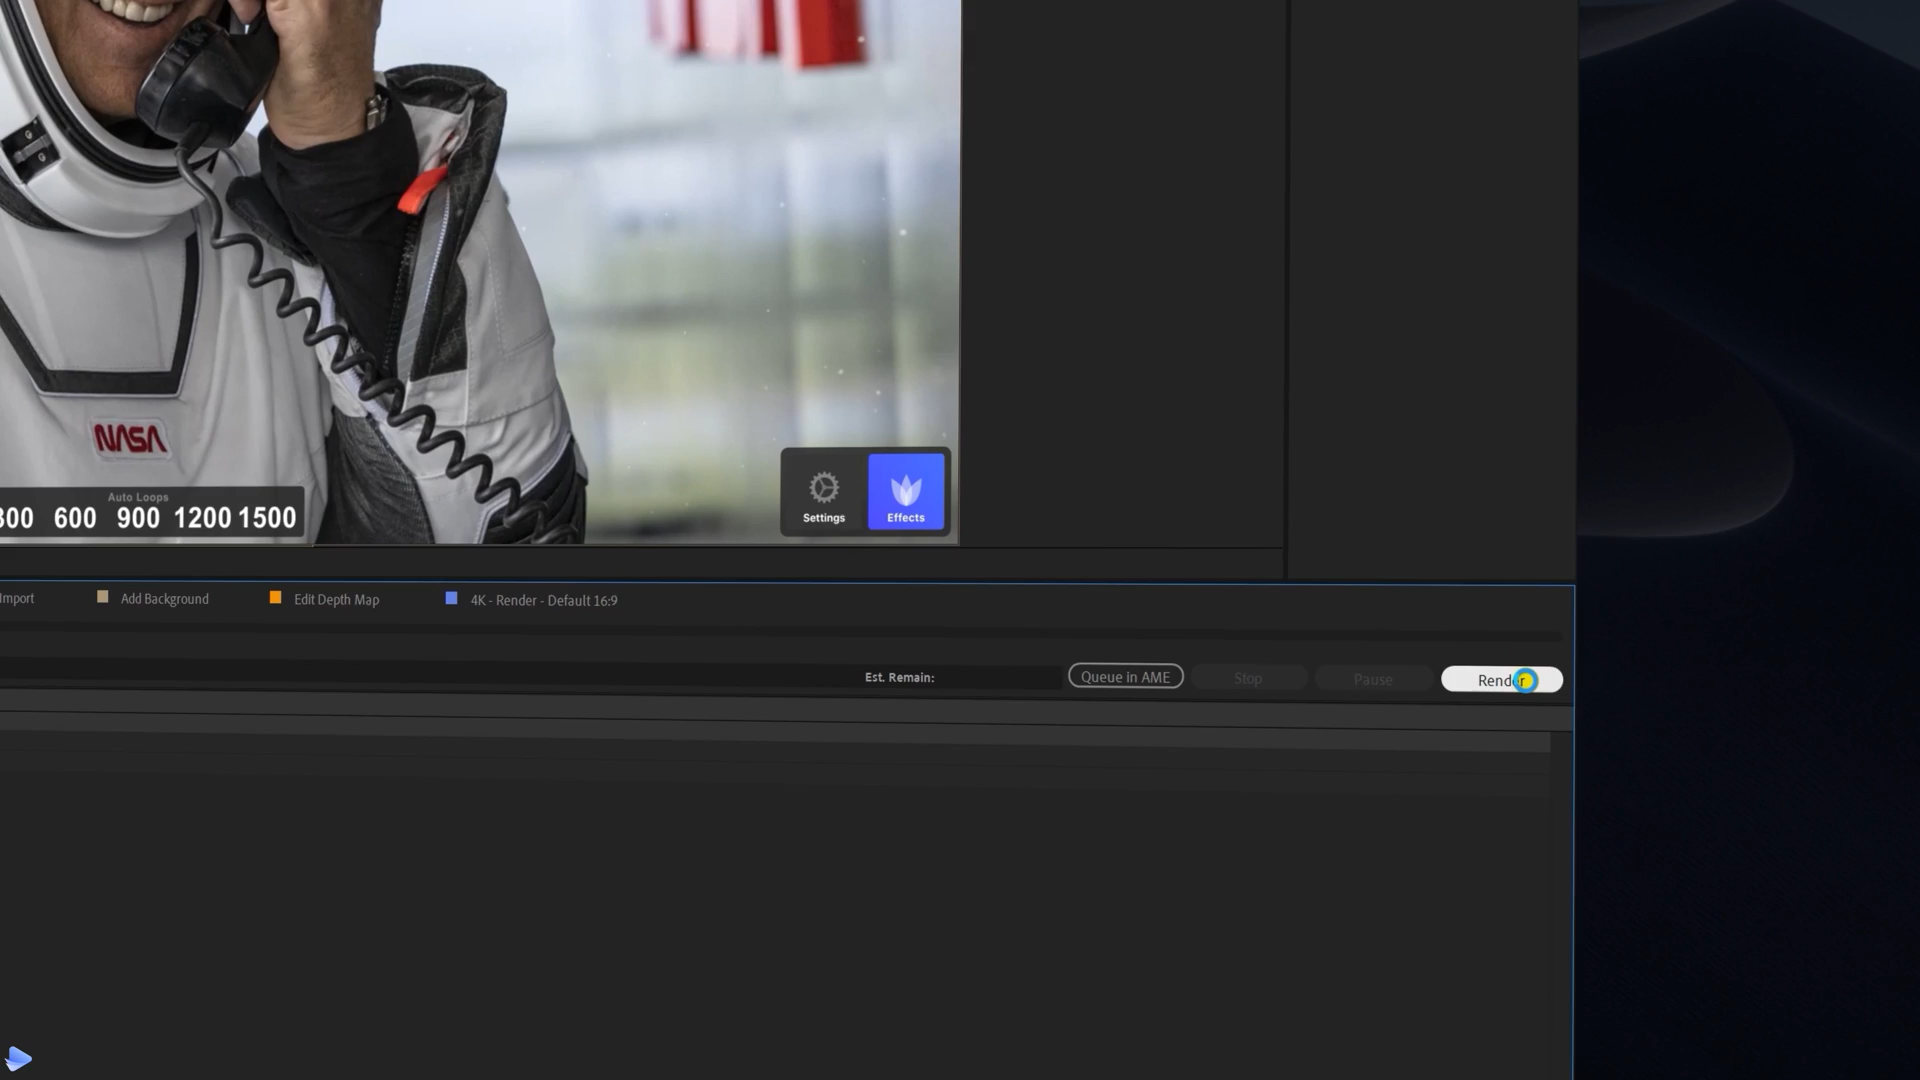 NASA
Auto Loops
600 900 1200 1500
Settings
Effects
Import
Add Background
Edit Depth Map
4K - Render - Default 16:9
Est. Remain:
Queue in AME
Stop
Pause
Render